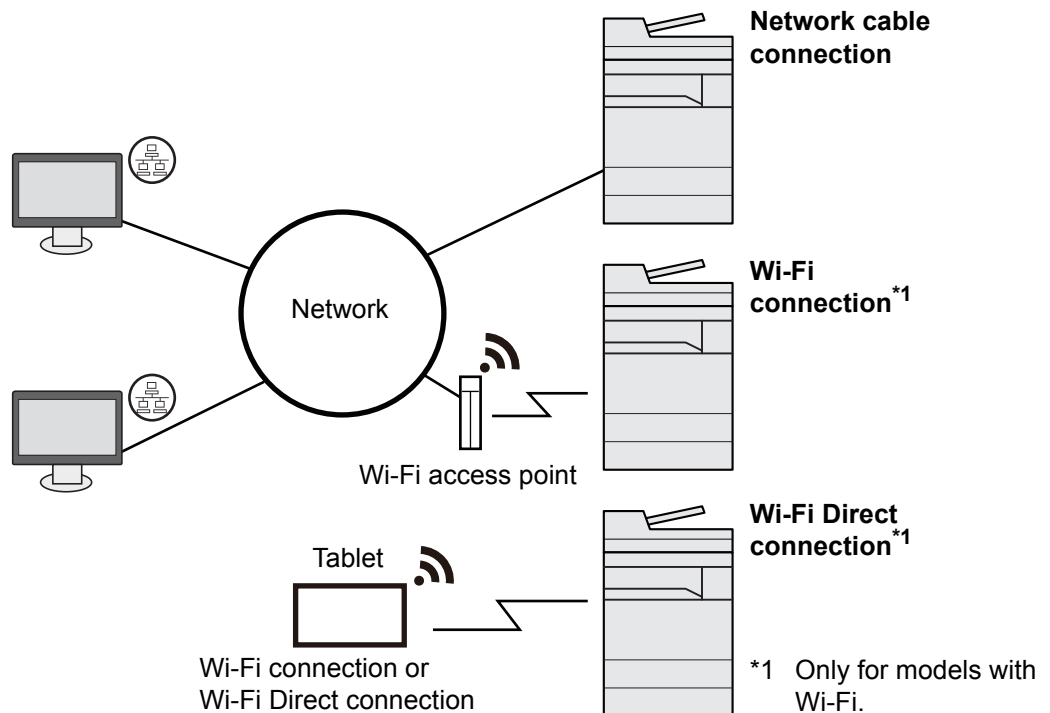 Network cable
connection
Network
Wi-Fi
connection*1
Wi-Fi access point
Wi-Fi Direct
connection*1
Tablet
Wi-Fi connection or
Wi-Fi Direct connection
*1 Only for models with
Wi-Fi.